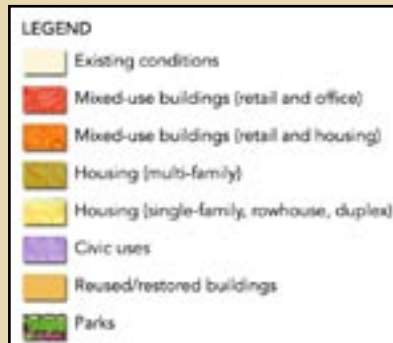 LEGEND
Existing conditions
Mixed-use buildings (retail and office)
Mixed-use buildings (retail and housing)
Housing (multi-family)
Housing (single-family, rowhouse, duplex)
Civic uses
Reused/restored buildings
Parks